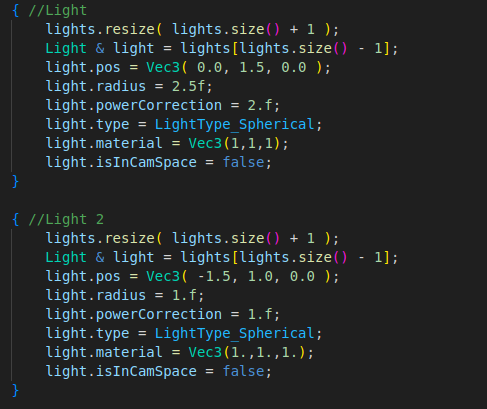 { //Light
    lights.resize( lights.size() + 1 );
    Light & light = lights[lights.size() - 1];
    light.pos = Vec3( 0.0, 1.5, 0.0 );
    light.radius = 2.5f;
    light.powerCorrection = 2.f;
    light.type = LightType_Spherical;
    light.material = Vec3(1,1,1);
    light.isInCamSpace = false;
}

{ //Light 2
    lights.resize( lights.size() + 1 );
    Light & light = lights[lights.size() - 1];
    light.pos = Vec3( -1.5, 1.0, 0.0 );
    light.radius = 1.f;
    light.powerCorrection = 1.f;
    light.type = LightType_Spherical;
    light.material = Vec3(1.,1.,1.);
    light.isInCamSpace = false;
}